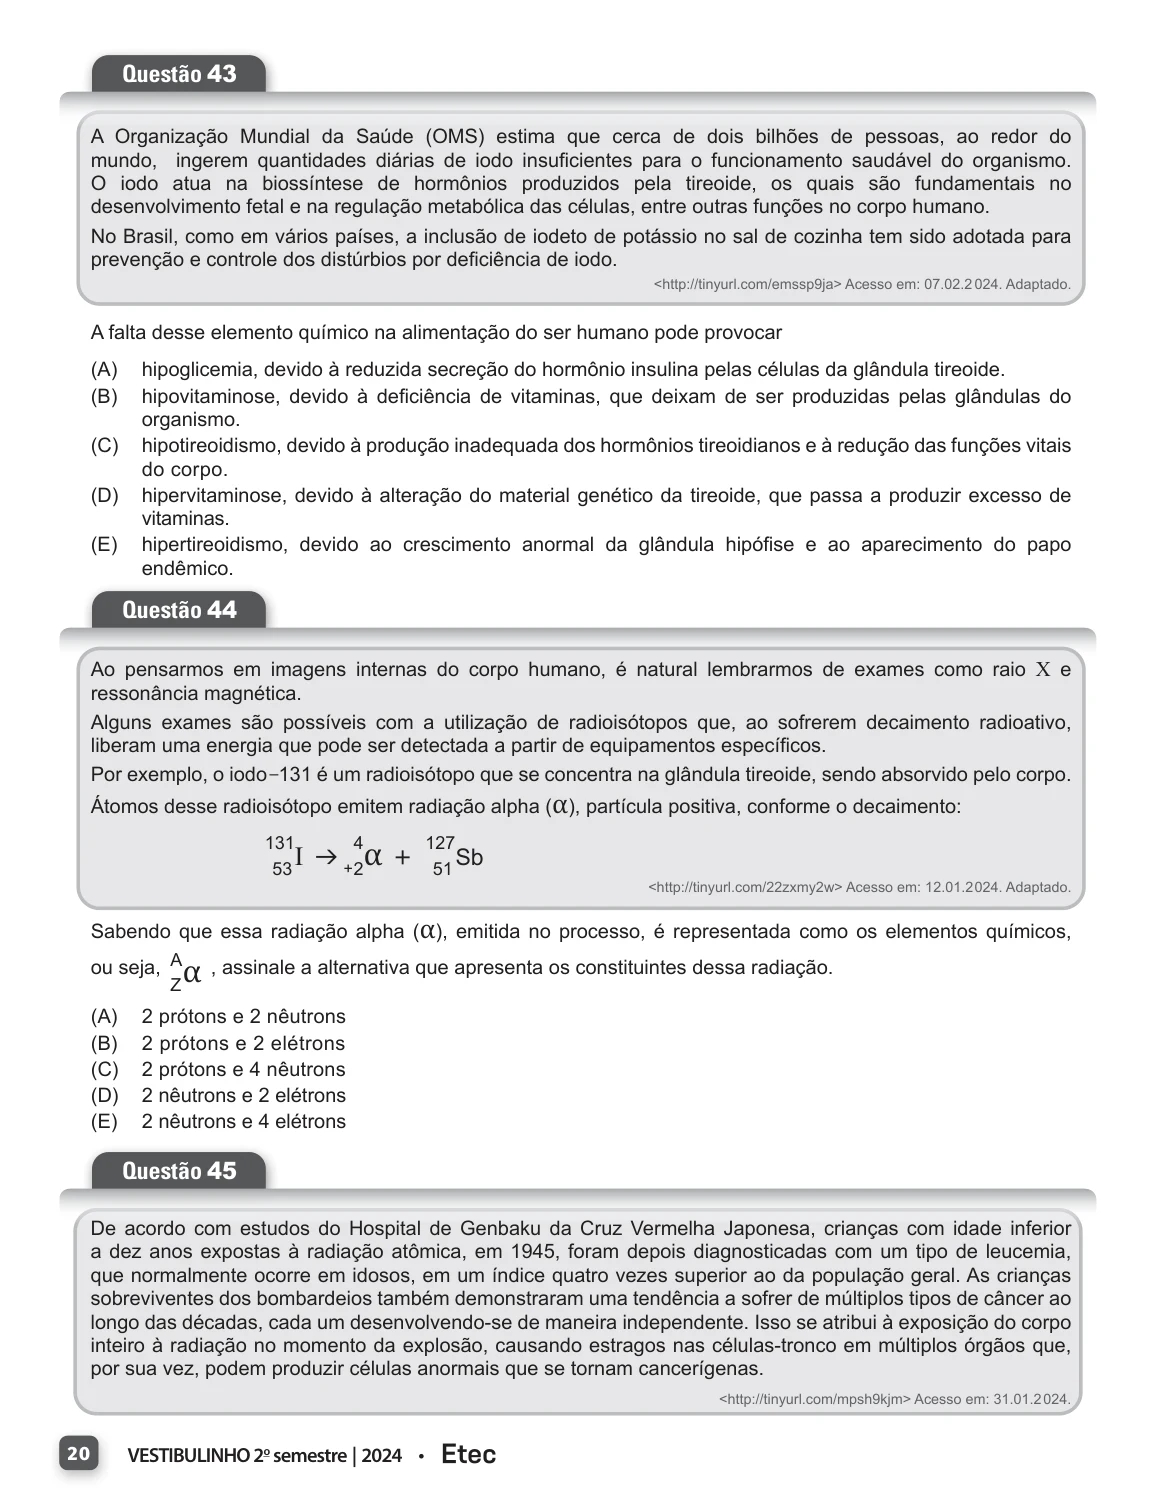 Questão 43
A Organização Mundial da Saúde (OMS) estima que cerca de dois bilhões de pessoas, ao redor do
mundo, ingerem quantidades diárias de iodo insuficientes para o funcionamento saudável do organismo.
O iodo atua na biossíntese de hormônios produzidos pela tireoide, os quais são fundamentais no
desenvolvimento fetal e na regulação metabólica das células, entre outras funções no corpo humano.
No Brasil, como em vários países, a inclusão de iodeto de potássio no sal de cozinha tem sido adotada para
prevenção e controle dos distúrbios por deficiência de iodo.
<http://tinyurl.com/emssp9ja> Acesso em: 07.02.2024. Adaptado.
A falta desse elemento químico na alimentação do ser humano pode provocar
(A) hipoglicemia, devido à reduzida secreção do hormônio insulina pelas células da glândula tireoide.
(B) hipovitaminose, devido à deficiência de vitaminas, que deixam de ser produzidas pelas glândulas do
organismo.
(C) hipotireoidismo, devido à produção inadequada dos hormônios tireoidianos e à redução das funções vitais
do corpo.
(D) hipervitaminose, devido à alteração do material genético da tireoide, que passa a produzir excesso de
vitaminas.
(E) hipertireoidismo, devido ao crescimento anormal da glândula hipófise e ao aparecimento do papo
endêmico.
Questão 44
Ao pensarmos em imagens internas do corpo humano, é natural lembrarmos de exames como raio X e
ressonância magnética.
Alguns exames são possíveis com a utilização de radioisótopos que, ao sofrerem decaimento radioativo,
liberam uma energia que pode ser detectada a partir de equipamentos específicos.
Por exemplo, o iodo–131 é um radioisótopo que se concentra na glândula tireoide, sendo absorvido pelo corpo.
Átomos desse radioisótopo emitem radiação alpha (α), partícula positiva, conforme o decaimento:
131 53 I → 4 +2 α + 127 51 Sb
<http://tinyurl.com/22zxmy2w> Acesso em: 12.01.2024. Adaptado.
Sabendo que essa radiação alpha (α), emitida no processo, é representada como os elementos químicos,
ou seja, A Z α , assinale a alternativa que apresenta os constituintes dessa radiação.
(A) 2 prótons e 2 nêutrons
(B) 2 prótons e 2 elétrons
(C) 2 prótons e 4 nêutrons
(D) 2 nêutrons e 2 elétrons
(E) 2 nêutrons e 4 elétrons
Questão 45
De acordo com estudos do Hospital de Genbaku da Cruz Vermelha Japonesa, crianças com idade inferior
a dez anos expostas à radiação atômica, em 1945, foram depois diagnosticadas com um tipo de leucemia,
que normalmente ocorre em idosos, em um índice quatro vezes superior ao da população geral. As crianças
sobreviventes dos bombardeios também demonstraram uma tendência a sofrer de múltiplos tipos de câncer ao
longo das décadas, cada um desenvolvendo-se de maneira independente. Isso se atribui à exposição do corpo
inteiro à radiação no momento da explosão, causando estragos nas células-tronco em múltiplos órgãos que,
por sua vez, podem produzir células anormais que se tornam cancerígenas.
<http://tinyurl.com/mpsh9kjm> Acesso em: 31.01.2024.
20 VESTIBULINHO 2º semestre | 2024 • Etec